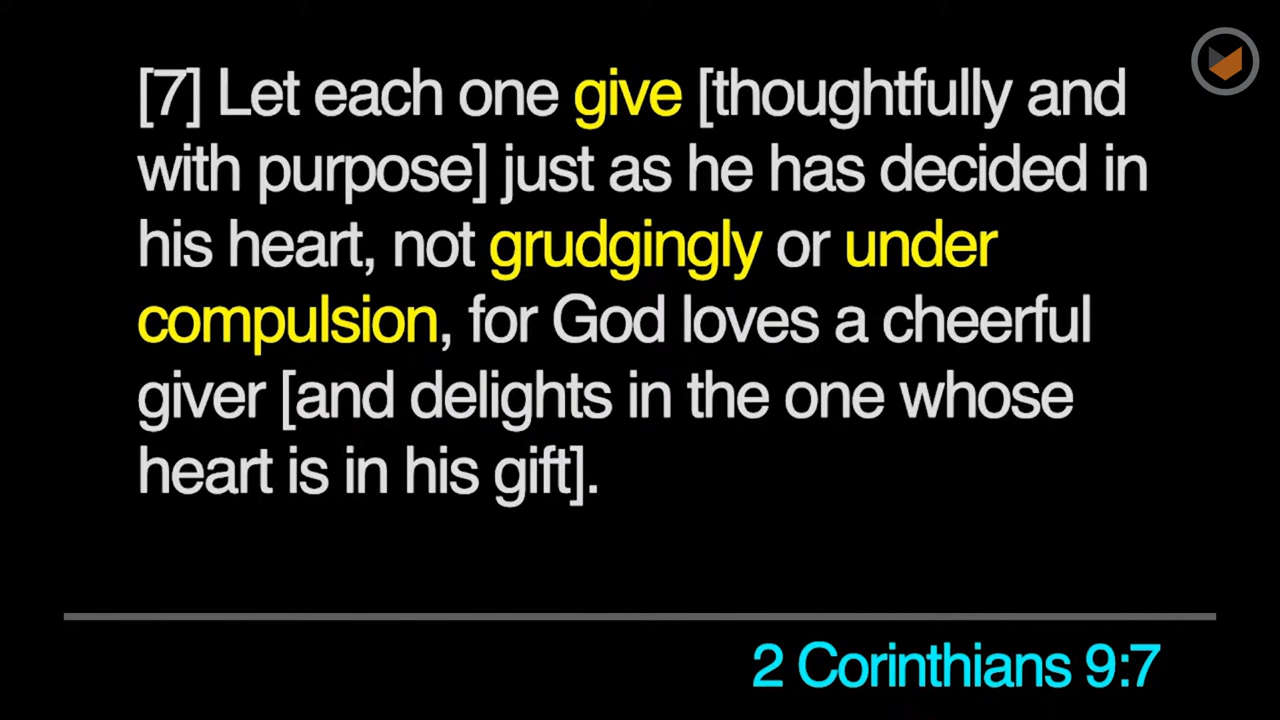 [7] Let each one give [thoughtfully and
with purpose] just as he has decided in
his heart, not grudgingly or under
compulsion, for God loves a cheerful
giver [and delights in the one whose
heart is in his gift].
2 Corinthians 9:7